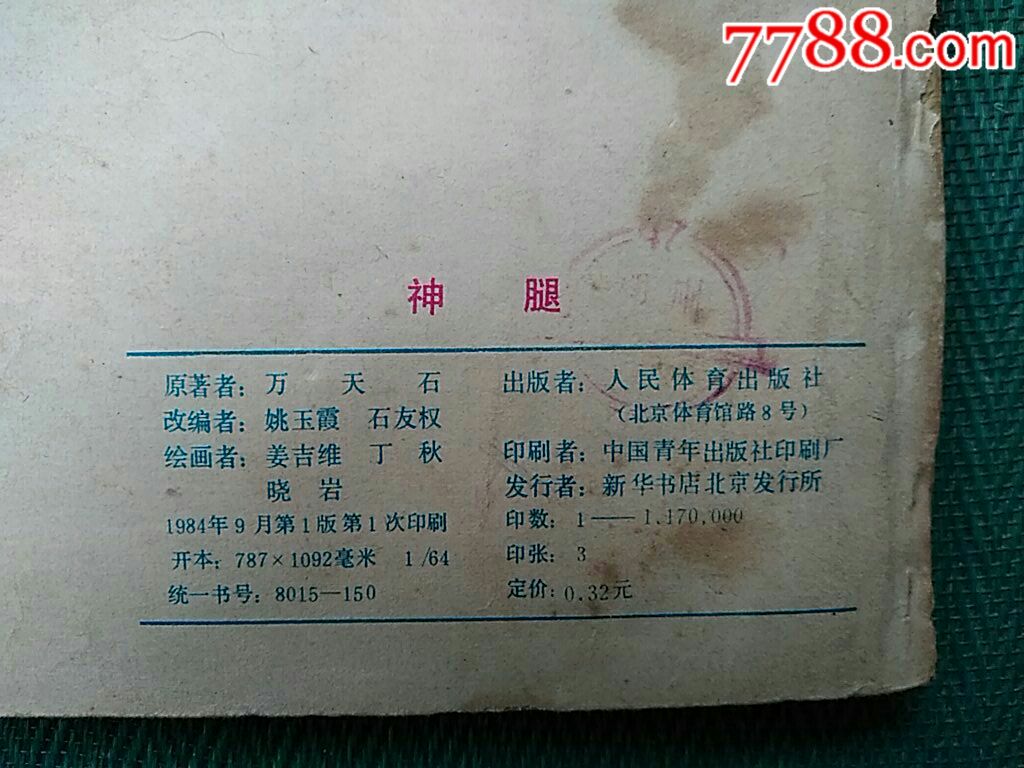 7788.com
神 腿
原著者：万 天 石
改编者：姚玉霞 石友权
绘画者：姜吉维 丁 秋
晓 岩
1984年9月第1版第1次印刷
开本：787×1092毫米 1/64
统一书号：8015—150
出版者：人民体育出版社
（北京体育馆路8号）
印刷者：中国青年出版社印刷厂
发行者：新华书店北京发行所
印数：1——1,170,000
印张：3
定价：0.32元